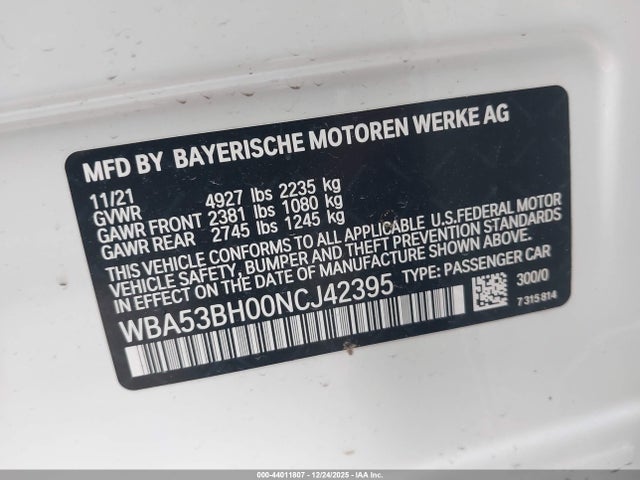 MFD BY BAYERISCHE MOTOREN WERKE AG
11/21
GVWR 4927 lbs 2235 kg
GAWR FRONT 2381 lbs 1080 kg
GAWR REAR 2745 lbs 1245 kg
THIS VEHICLE CONFORMS TO ALL APPLICABLE U.S.FEDERAL MOTOR
VEHICLE SAFETY, BUMPER AND THEFT PREVENTION STANDARDS
IN EFFECT ON THE DATE OF MANUFACTURE SHOWN ABOVE.
WBA53BH00NCJ42395 TYPE: PASSENGER CAR
300/0
7 315 814
000-44011807 - 12/24/2025 - IAA, Inc.